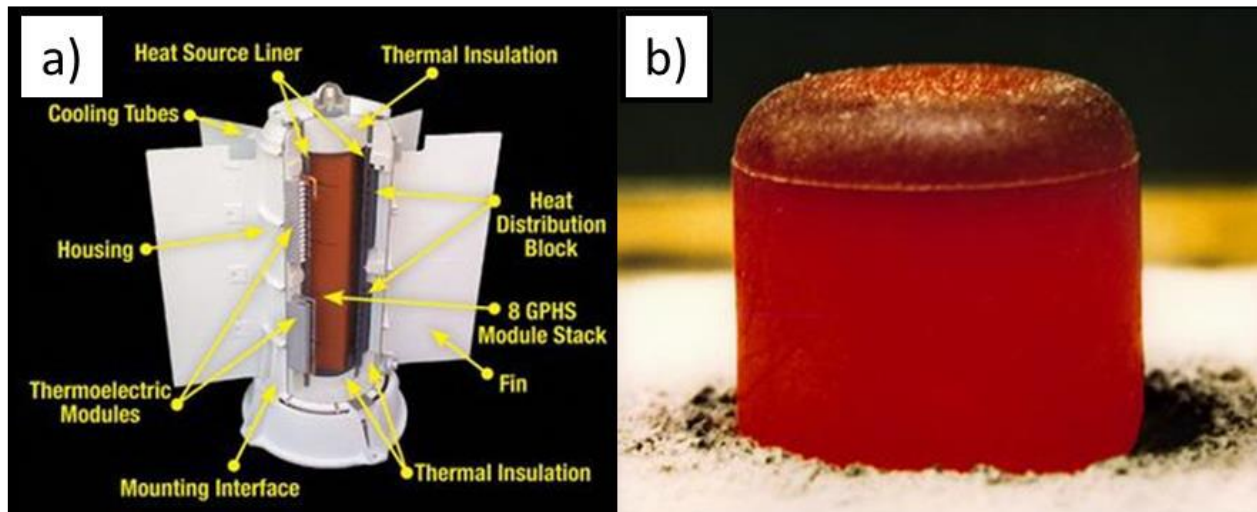 a)
Heat Source Liner
Thermal Insulation
Cooling Tubes
Housing
Heat
Distribution
Block
8 GPHS
Module Stack
Fin
Thermoelectric
Modules
Mounting Interface
Thermal Insulation
b)